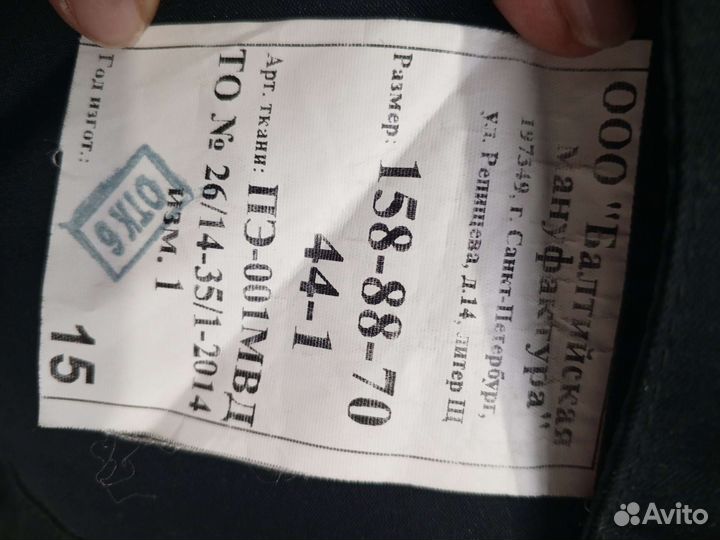 ООО "Балтийская
Мануфактура"
197349, г. Санкт-Петербург,
ул. Репищева, д.14, литер Щ
Размер: 158-88-70
44-1
Арт. ткани: ПЭ-001МВД
ТО № 26/14-35/1-2014
изм. 1
Год изгот.: 15
ОТК 6
Avito